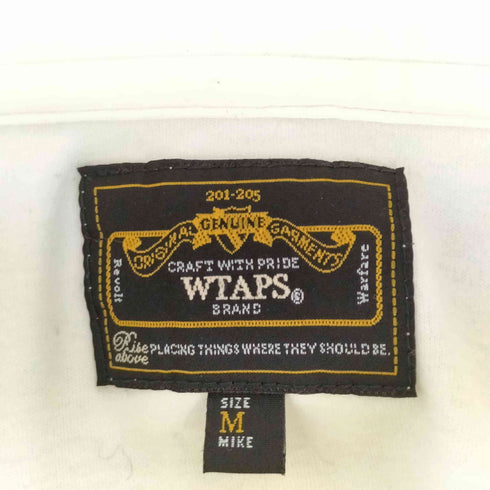 201-205
ORIGINAL GENUINE GARMENTS
CRAFT WITH PRIDE
Revolt
WTAPS®
Warfare
BRAND
Rise above
PLACING THINGS WHERE THEY SHOULD BE.
SIZE
M
MIKE